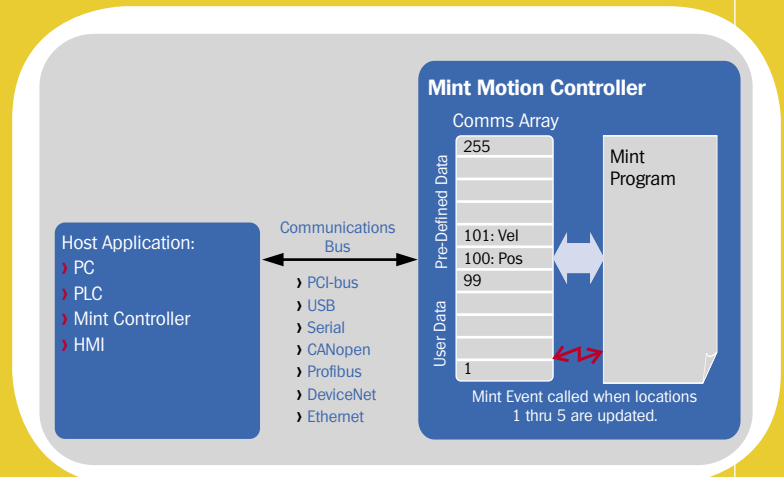 Mint Motion Controller
Comms Array
255
Pre-Defined Data
101: Vel
100: Pos
99
User Data
1
Mint
Program
Mint Event called when locations
1 thru 5 are updated.
Host Application:
❱ PC
❱ PLC
❱ Mint Controller
❱ HMI
Communications
Bus
❱ PCI-bus
❱ USB
❱ Serial
❱ CANopen
❱ Profibus
❱ DeviceNet
❱ Ethernet